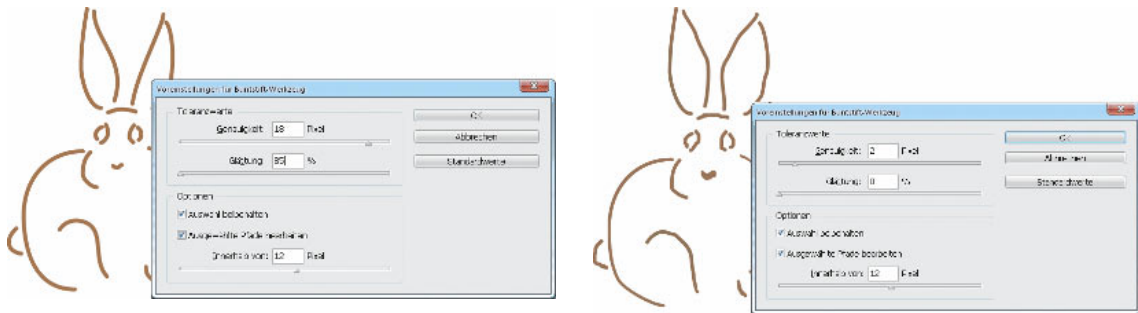 Voreinstellungen für Buntstift-Werkzeug
Toleranzwerte
Genauigkeit: 18 Pixel
Glättung: 85 %
OK
Abbrechen
Standardwerte
Optionen
Auswahl beibehalten
Ausgewählte Pfade bearbeiten
Innerhalb von: 12 Pixel
Voreinstellungen für Buntstift-Werkzeug
Toleranzwerte
Genauigkeit: 2 Pixel
Glättung: 0 %
OK
Abbrechen
Standardwerte
Optionen
Auswahl beibehalten
Ausgewählte Pfade bearbeiten
Innerhalb von: 12 Pixel